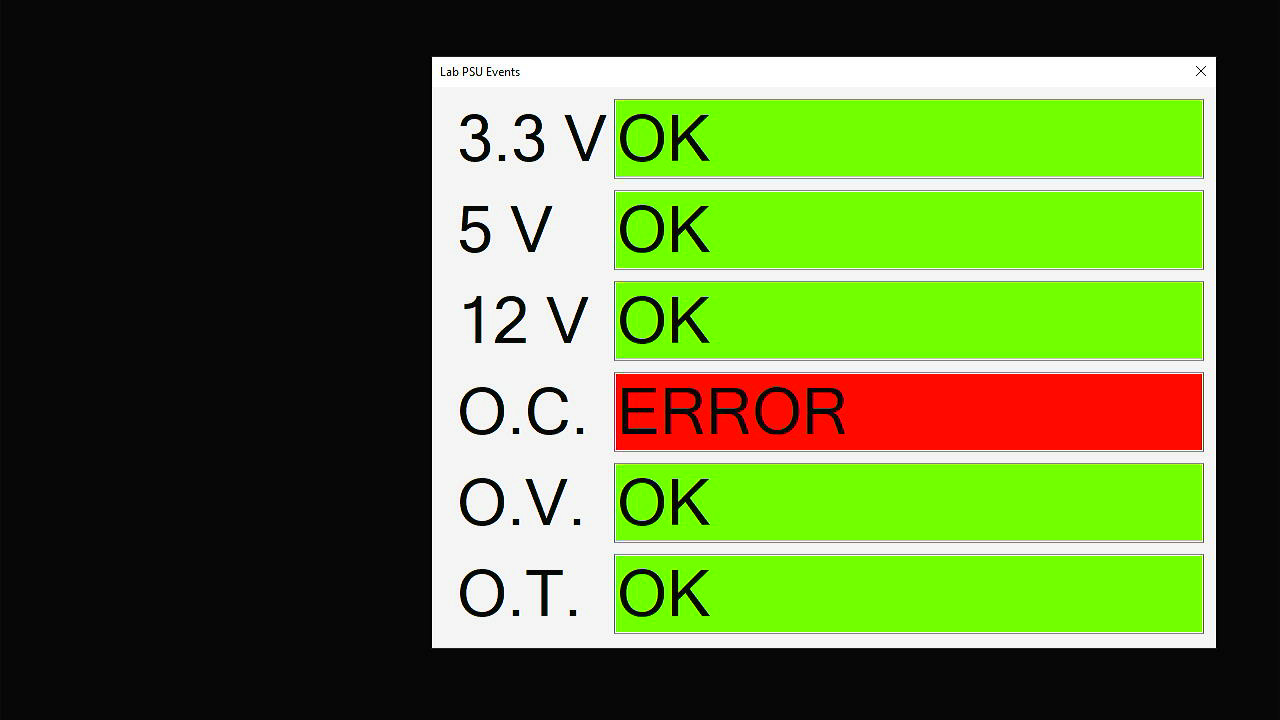 Lab PSU Events
3.3 V OK
5 V OK
12 V OK
O.C. ERROR
O.V. OK
O.T. OK